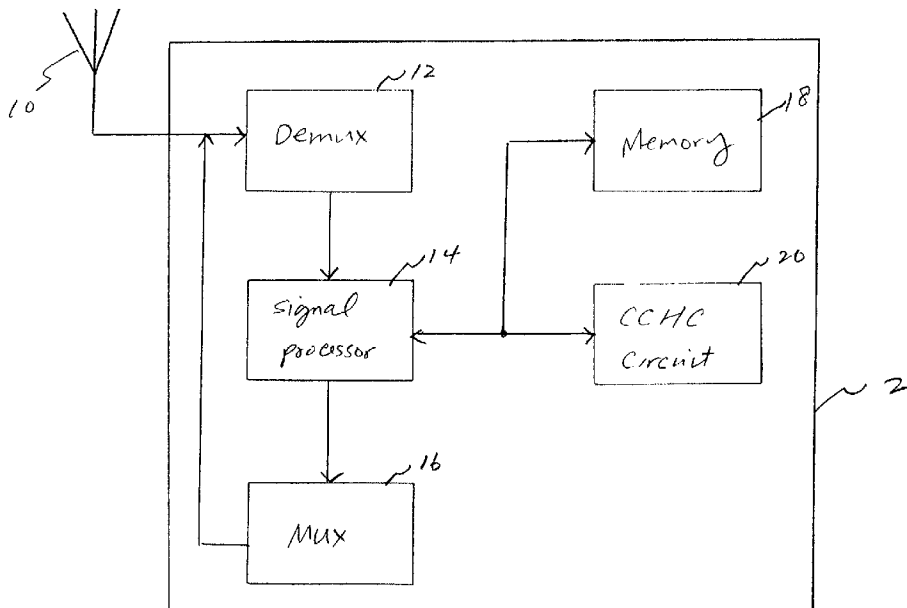 10
12
Demux
18
Memory
14
Signal
processor
20
CCHC
Circuit
2
16
Mux